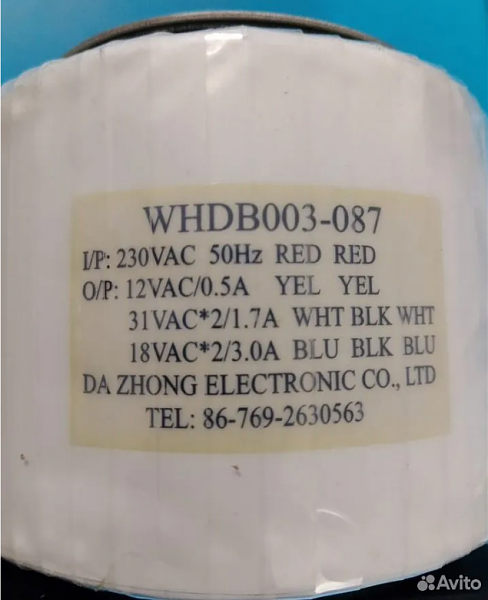 WHDB003-087
I/P: 230VAC 50Hz RED RED
O/P: 12VAC/0.5A YEL YEL
31VAC*2/1.7A WHT BLK WHT
18VAC*2/3.0A BLU BLK BLU
DA ZHONG ELECTRONIC CO., LTD
TEL: 86-769-2630563
Avito